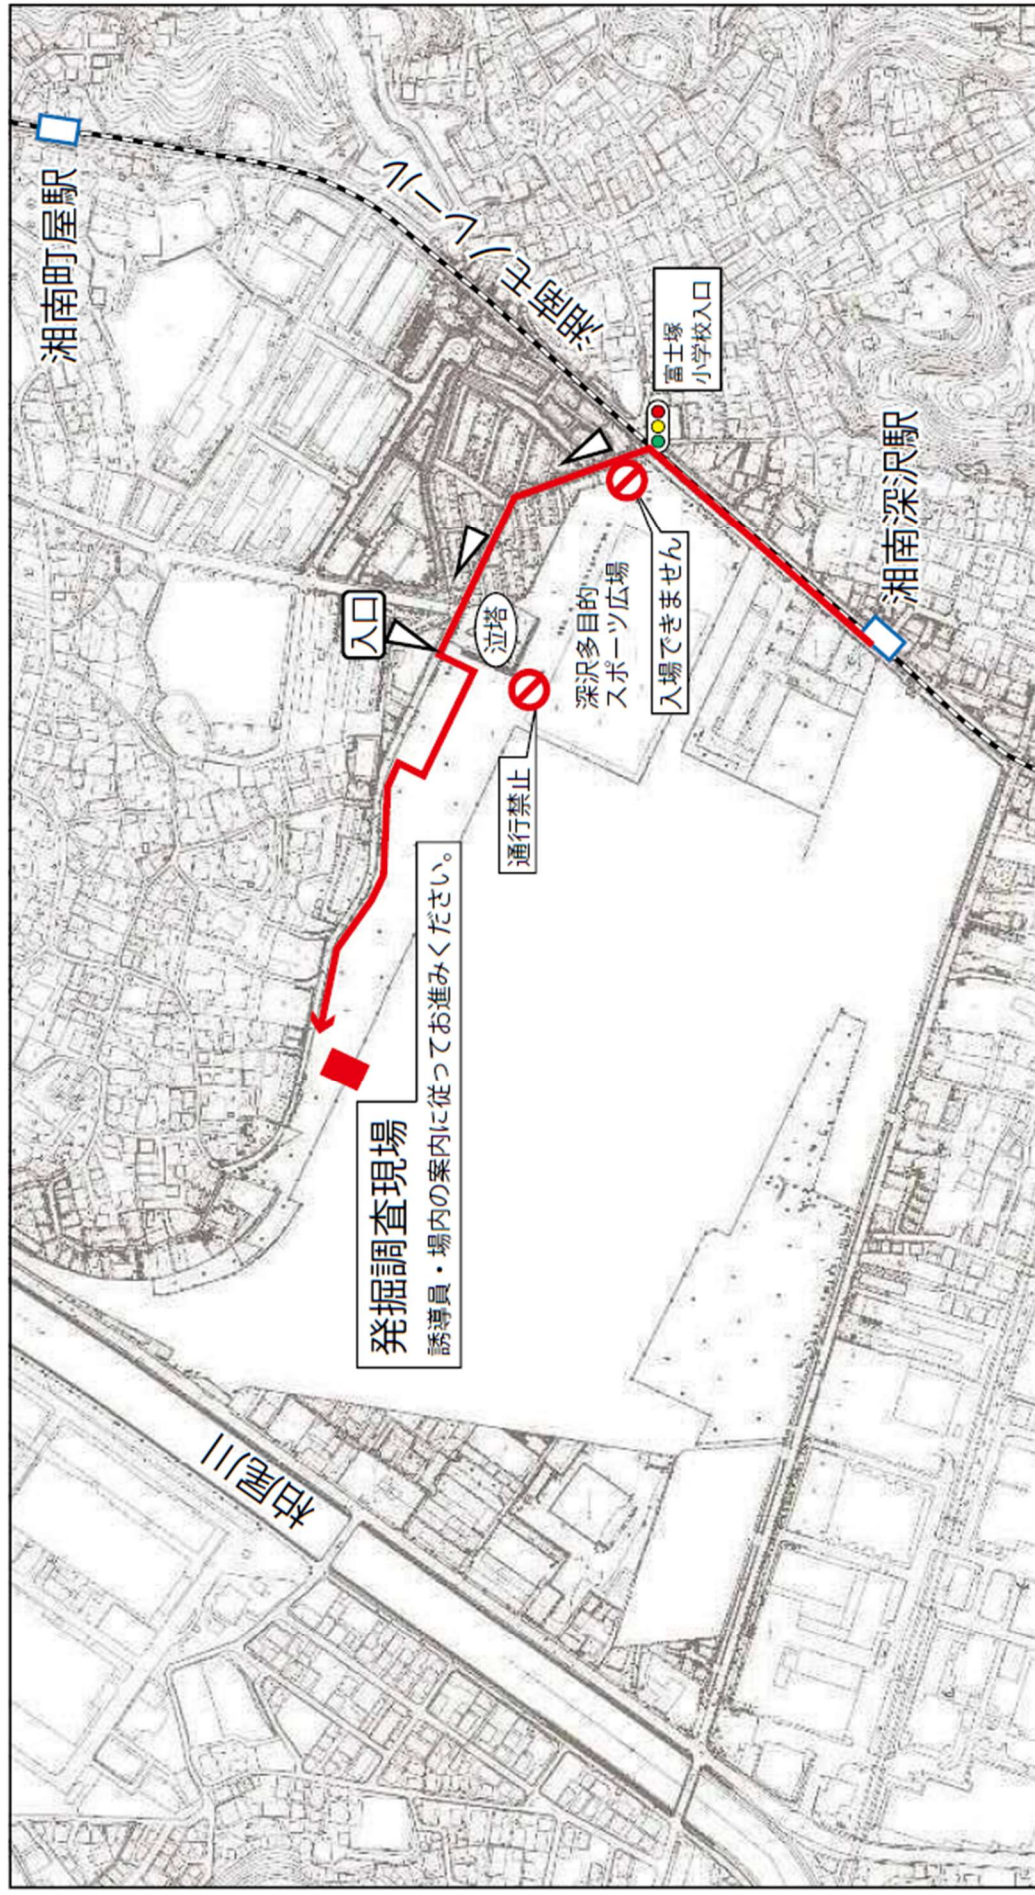 湘南町屋駅
湘南モノレール
富士塚
小学校入口
湘南深沢駅
入口
泣塔
深沢多目的
スポーツ広場
入場できません
通行禁止
発掘調査現場
誘導員・場内の案内に従ってお進みください。
柏尾川